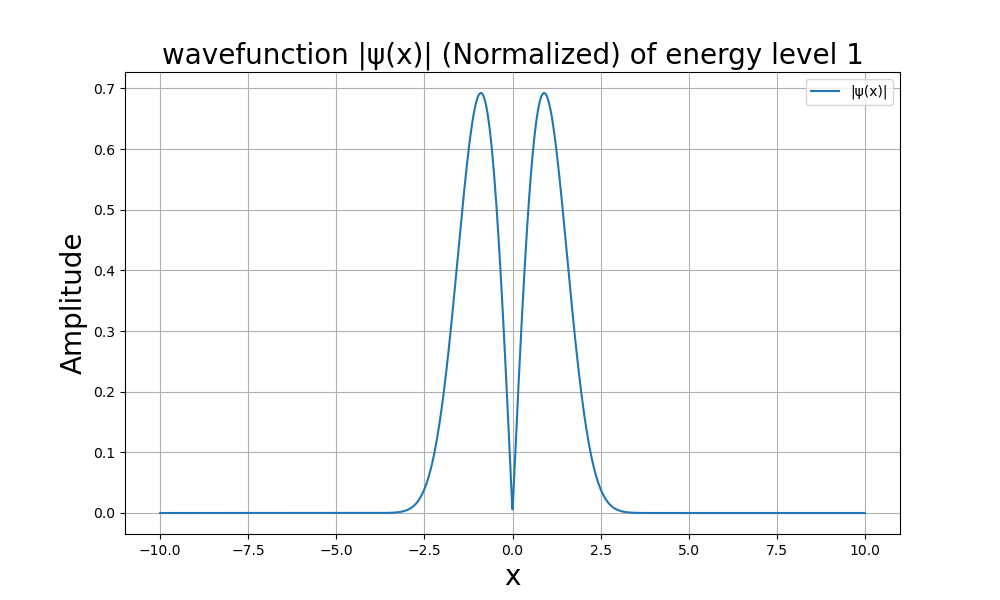 wavefunction |ψ(x)| (Normalized) of energy level 1
|ψ(x)|
Amplitude
0.7
0.6
0.5
0.4
0.3
0.2
0.1
0.0
−10.0 −7.5 −5.0 −2.5 0.0 2.5 5.0 7.5 10.0
x